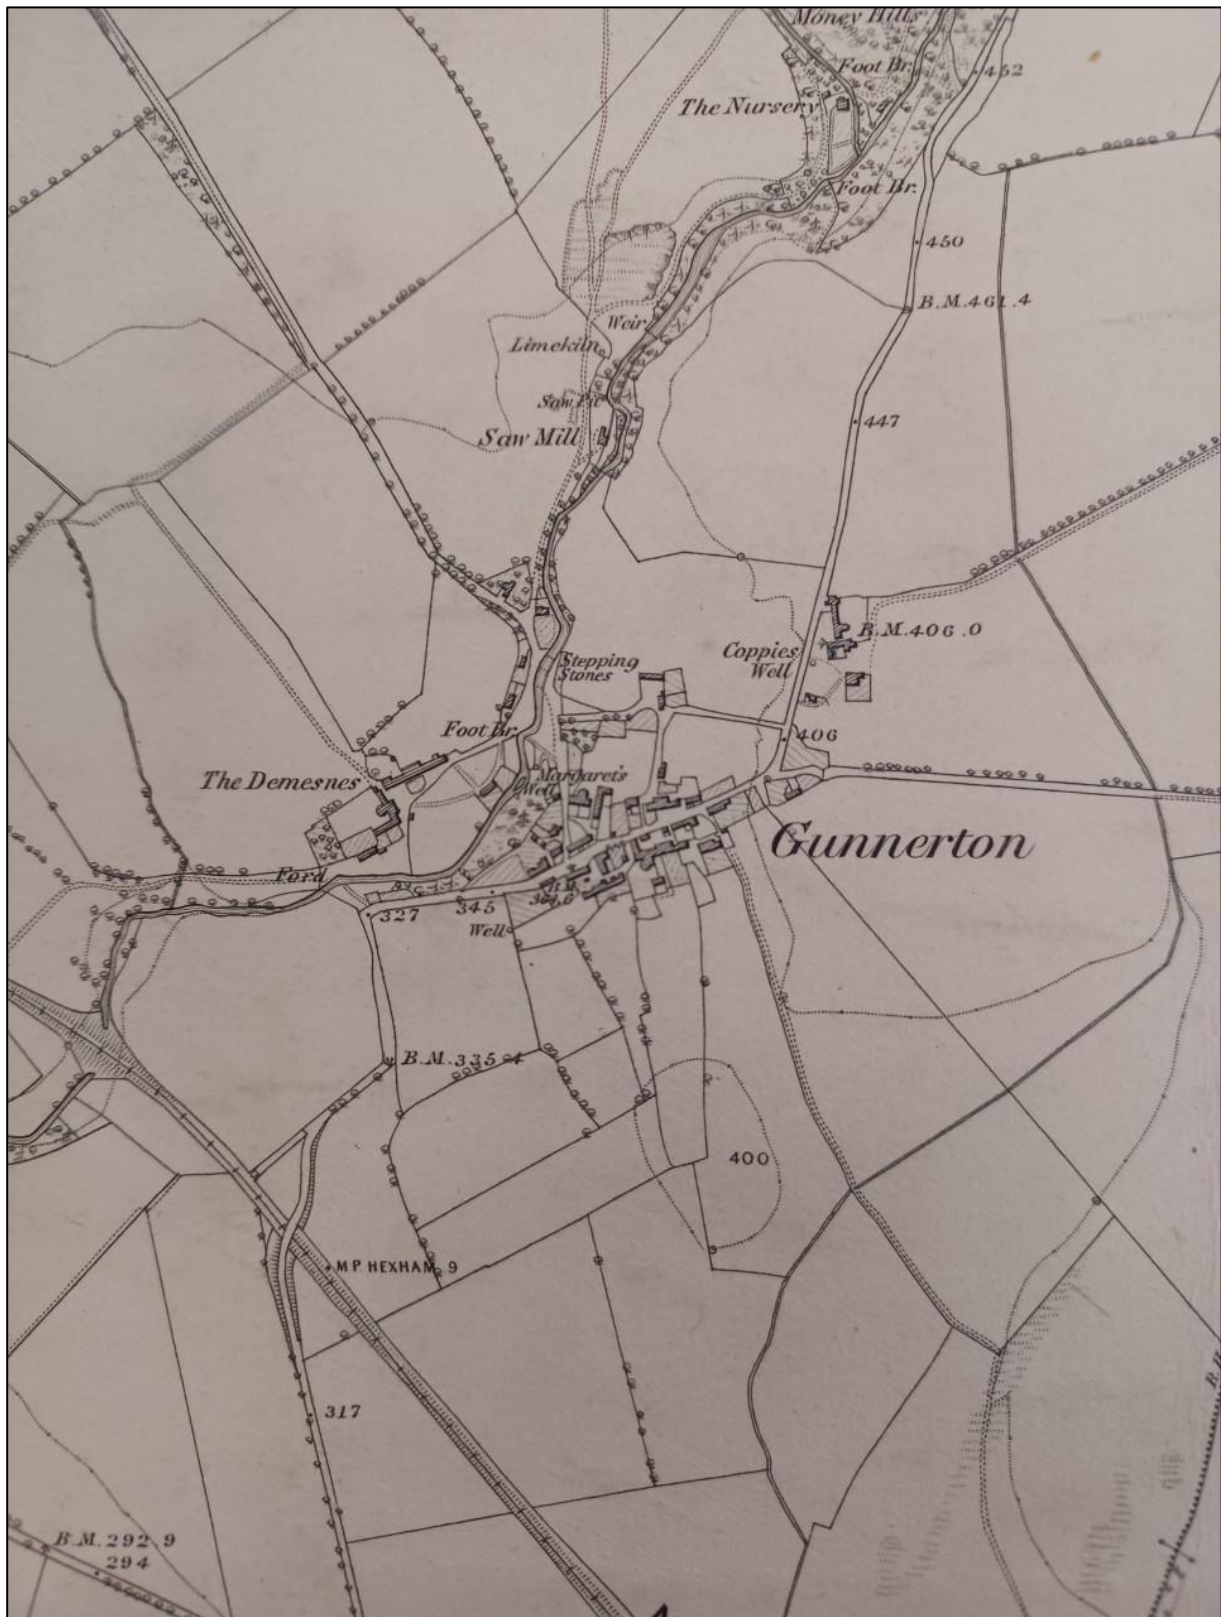 Money Hills
Foot Br.
452
The Nursery
Foot Br.
450
B.M. 461.4
Weir
Limekiln
447
Saw Pit
Saw Mill
B.M. 406.0
Coppies
Well
Stepping
Stones
Foot Br.
406
The Demesnes
Margaret's
Well
Gunnerton
Ford
345
327
Well
B.M. 335.4
400
M P HEXHAM 9
317
B.M. 292.9
294